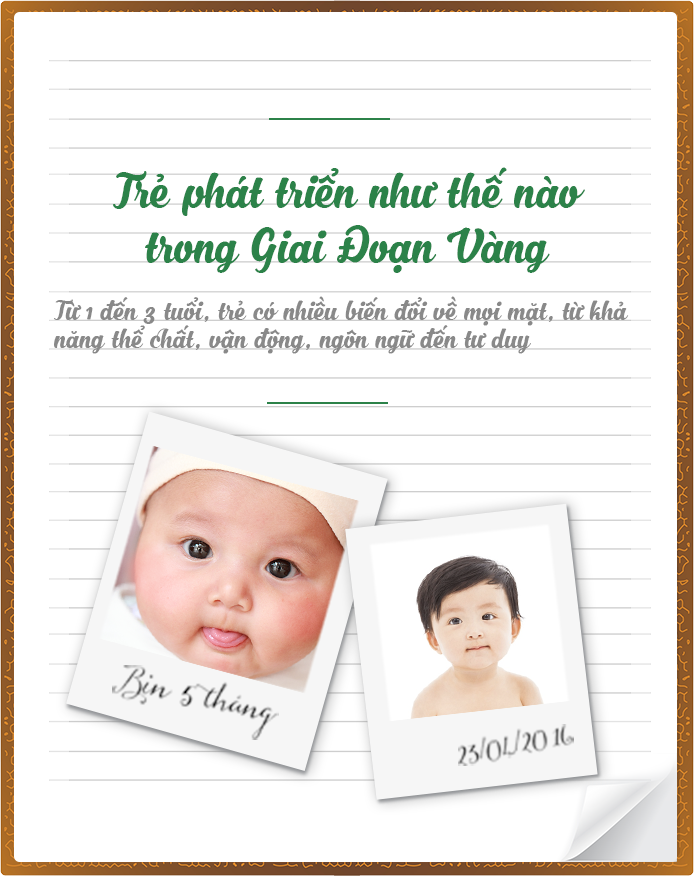 Trẻ phát triển như thế nào
trong Giai Đoạn Vàng
Từ 1 đến 3 tuổi, trẻ có nhiều biến đổi về mọi mặt, từ khả
năng thể chất, vận động, ngôn ngữ đến tư duy
Bin 5 tháng
23/01/2016